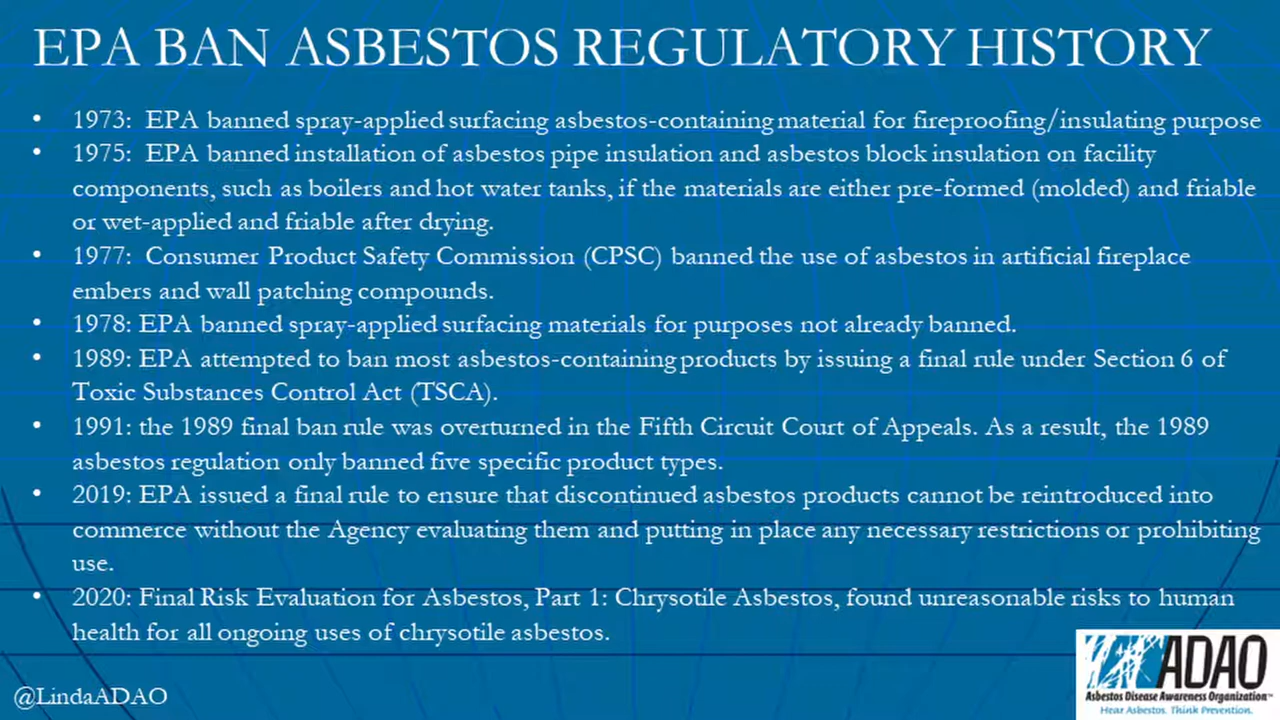 EPA BAN ASBESTOS REGULATORY HISTORY
• 1973: EPA banned spray-applied surfacing asbestos-containing material for fireproofing/insulating purpose
• 1975: EPA banned installation of asbestos pipe insulation and asbestos block insulation on facility
components, such as boilers and hot water tanks, if the materials are either pre-formed (molded) and friable
or wet-applied and friable after drying.
• 1977: Consumer Product Safety Commission (CPSC) banned the use of asbestos in artificial fireplace
embers and wall patching compounds.
• 1978: EPA banned spray-applied surfacing materials for purposes not already banned.
• 1989: EPA attempted to ban most asbestos-containing products by issuing a final rule under Section 6 of
Toxic Substances Control Act (TSCA).
• 1991: the 1989 final ban rule was overturned in the Fifth Circuit Court of Appeals. As a result, the 1989
asbestos regulation only banned five specific product types.
• 2019: EPA issued a final rule to ensure that discontinued asbestos products cannot be reintroduced into
commerce without the Agency evaluating them and putting in place any necessary restrictions or prohibiting
use.
• 2020: Final Risk Evaluation for Asbestos, Part 1: Chrysotile Asbestos, found unreasonable risks to human
health for all ongoing uses of chrysotile asbestos.
@LindaADAO
ADAO
Asbestos Disease Awareness Organization™
Hear Asbestos. Think Prevention.